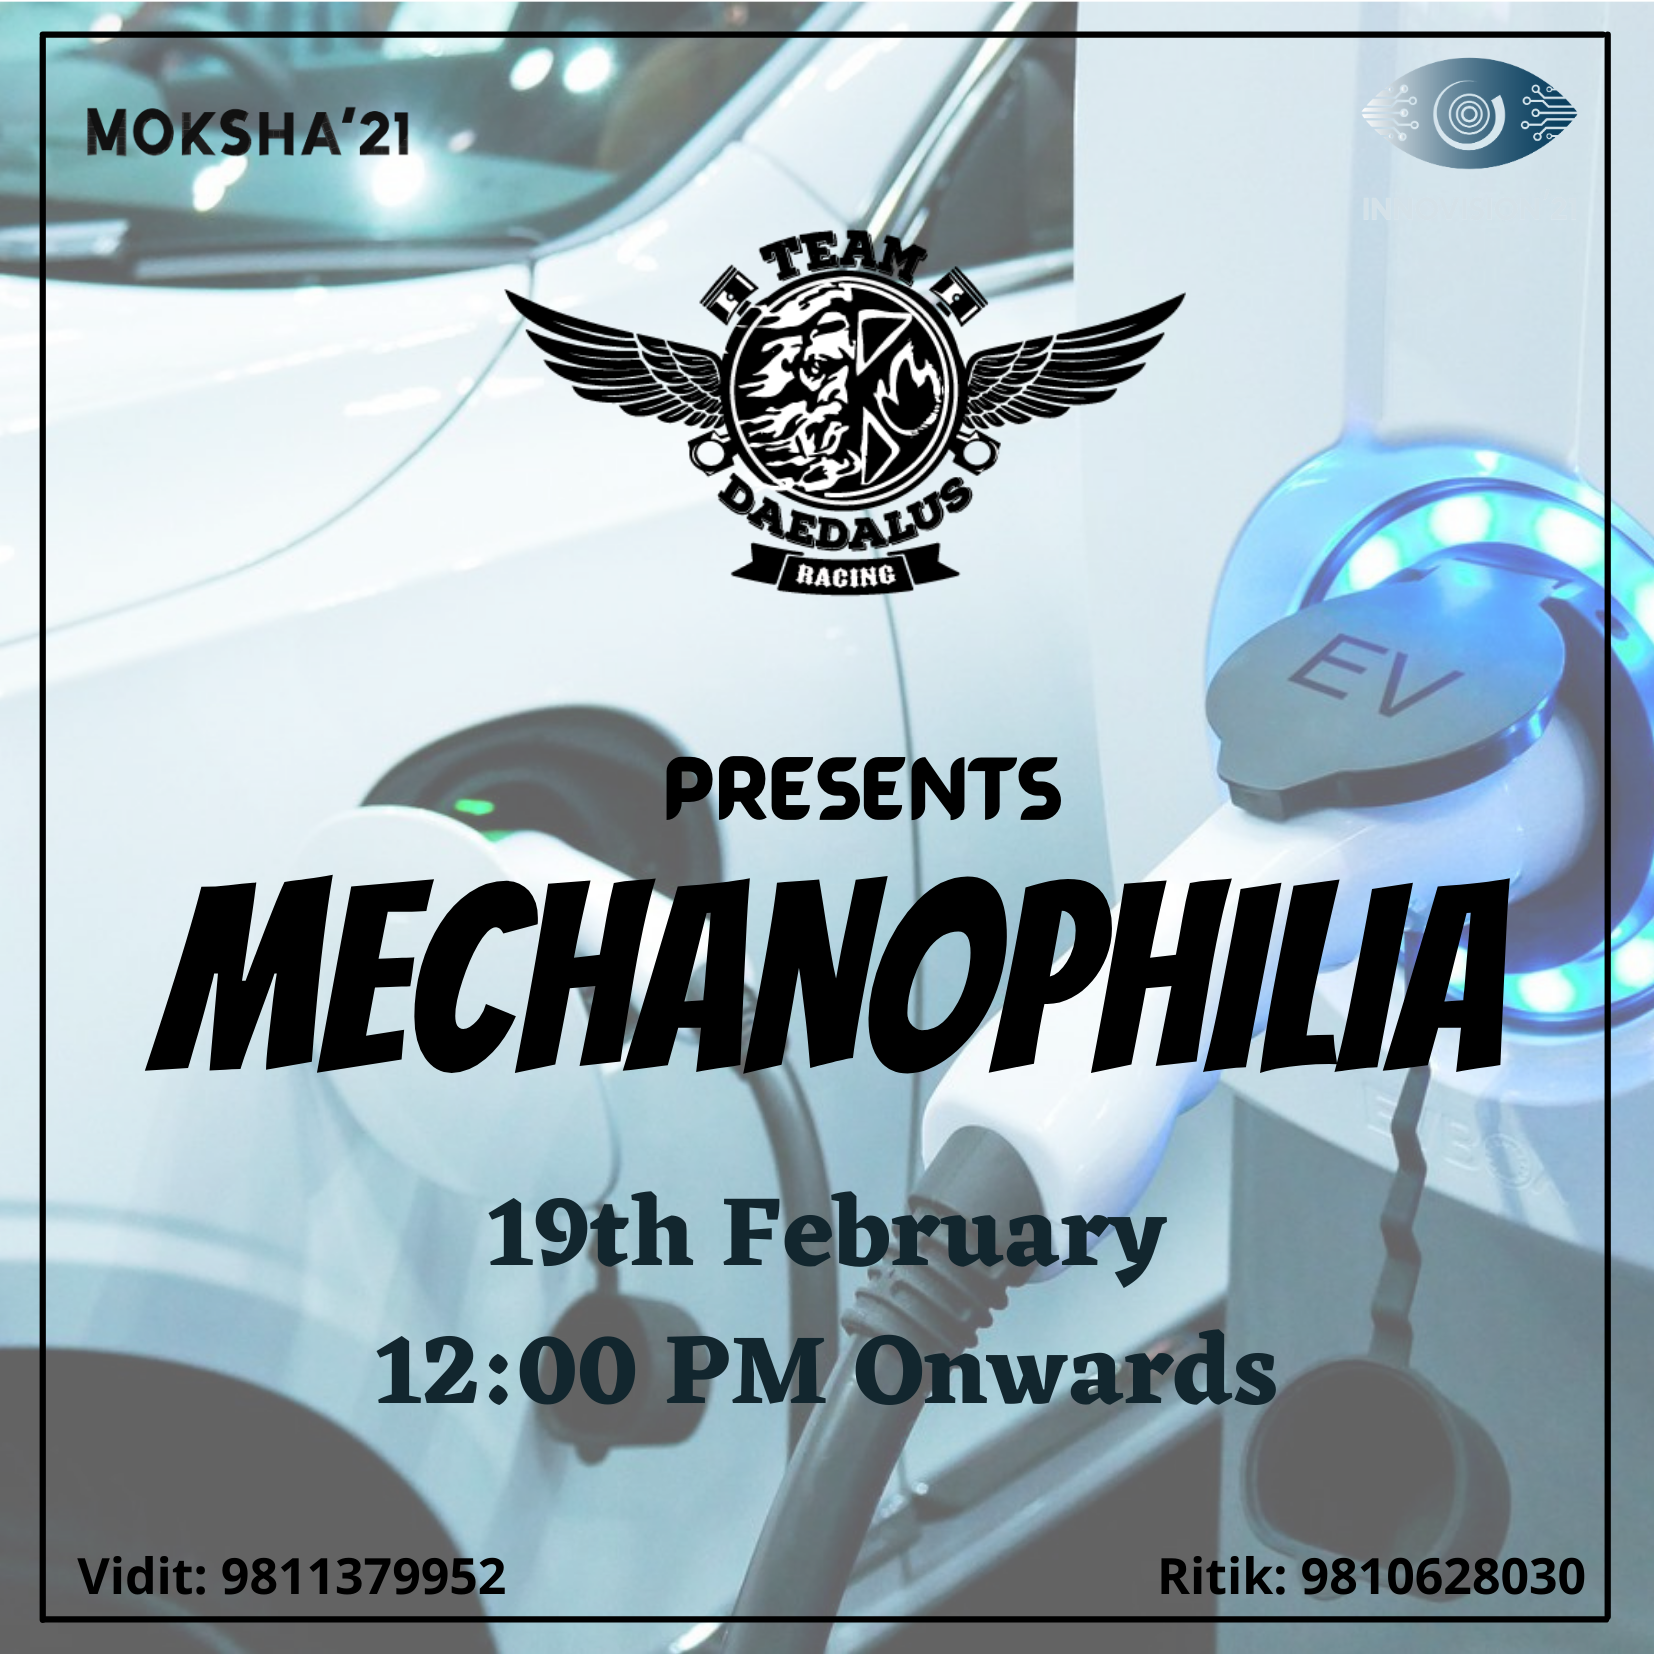 MOKSHA'21
TEAM
DAEDALUS
RACING
EV
PRESENTS
MECHANOPHILIA
19th February
12:00 PM Onwards
Vidit: 9811379952
Ritik: 9810628030